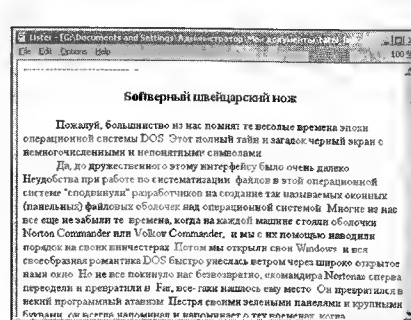 Lister - [C:\Documents and Settings\Администратор\Мои документы\
File Edit Options Help 100 %
Softверный швейцарский нож
Пожалуй, большинство из нас помнят те веселые времена эпохи
операционной системы DOS Этот полный тайн и загадок черный экран с
немногочисленными и непонятными символами
Да, до дружественного этому интерфейсу было очень далеко
Неудобства при работе по систематизации файлов в этой операционной
системе "сподвинули" разработчиков на создание так называемых оконных
(панельных) файловых оболочек над операционной системой Многие из нас
все еще не забыли те времена, когда на каждой машине стояли оболочки
Norton Commander или Volkov Commander, и мы с их помощью наводили
порядок на своих винчестерах Потом мы открыли свои Windows и вся
своеобразная романтика DOS быстро унеслась ветром через широко открытое
нами окно Но не все покинуло нас безвозвратно, «командира Norton»а сперва
переодели и превратили в Far, все-таки нашлось ему место Он превратился в
некий программный атавизм Пестря своими зелеными панелями и крупными
буквами, он всегда напоминал и напоминает о тех временах, когда